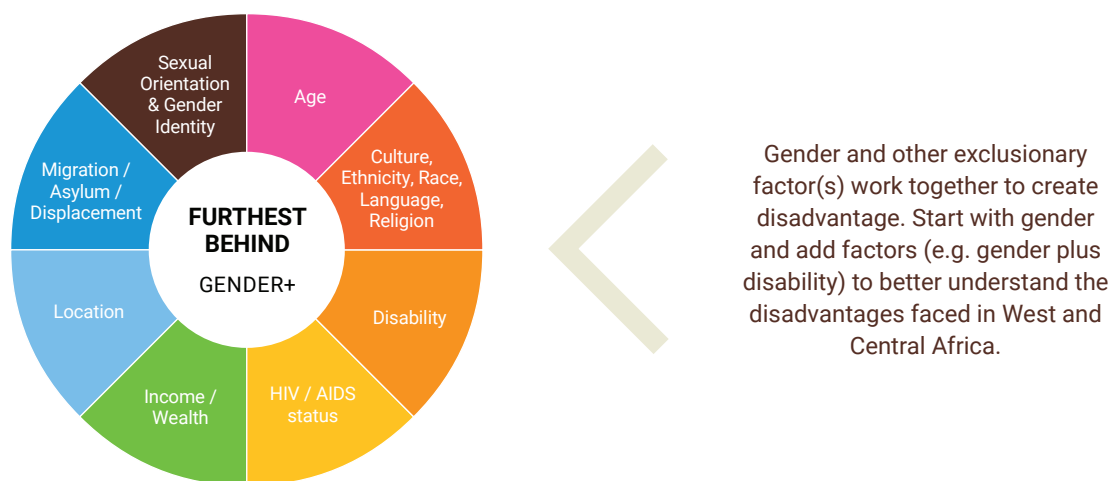 Sexual
Orientation
& Gender
Identity
Age
Culture,
Ethnicity, Race,
Language,
Religion
Disability
HIV / AIDS
status
Income /
Wealth
Location
Migration /
Asylum /
Displacement
FURTHEST
BEHIND
GENDER+
Gender and other exclusionary
factor(s) work together to create
disadvantage. Start with gender
and add factors (e.g. gender plus
disability) to better understand the
disadvantages faced in West and
Central Africa.